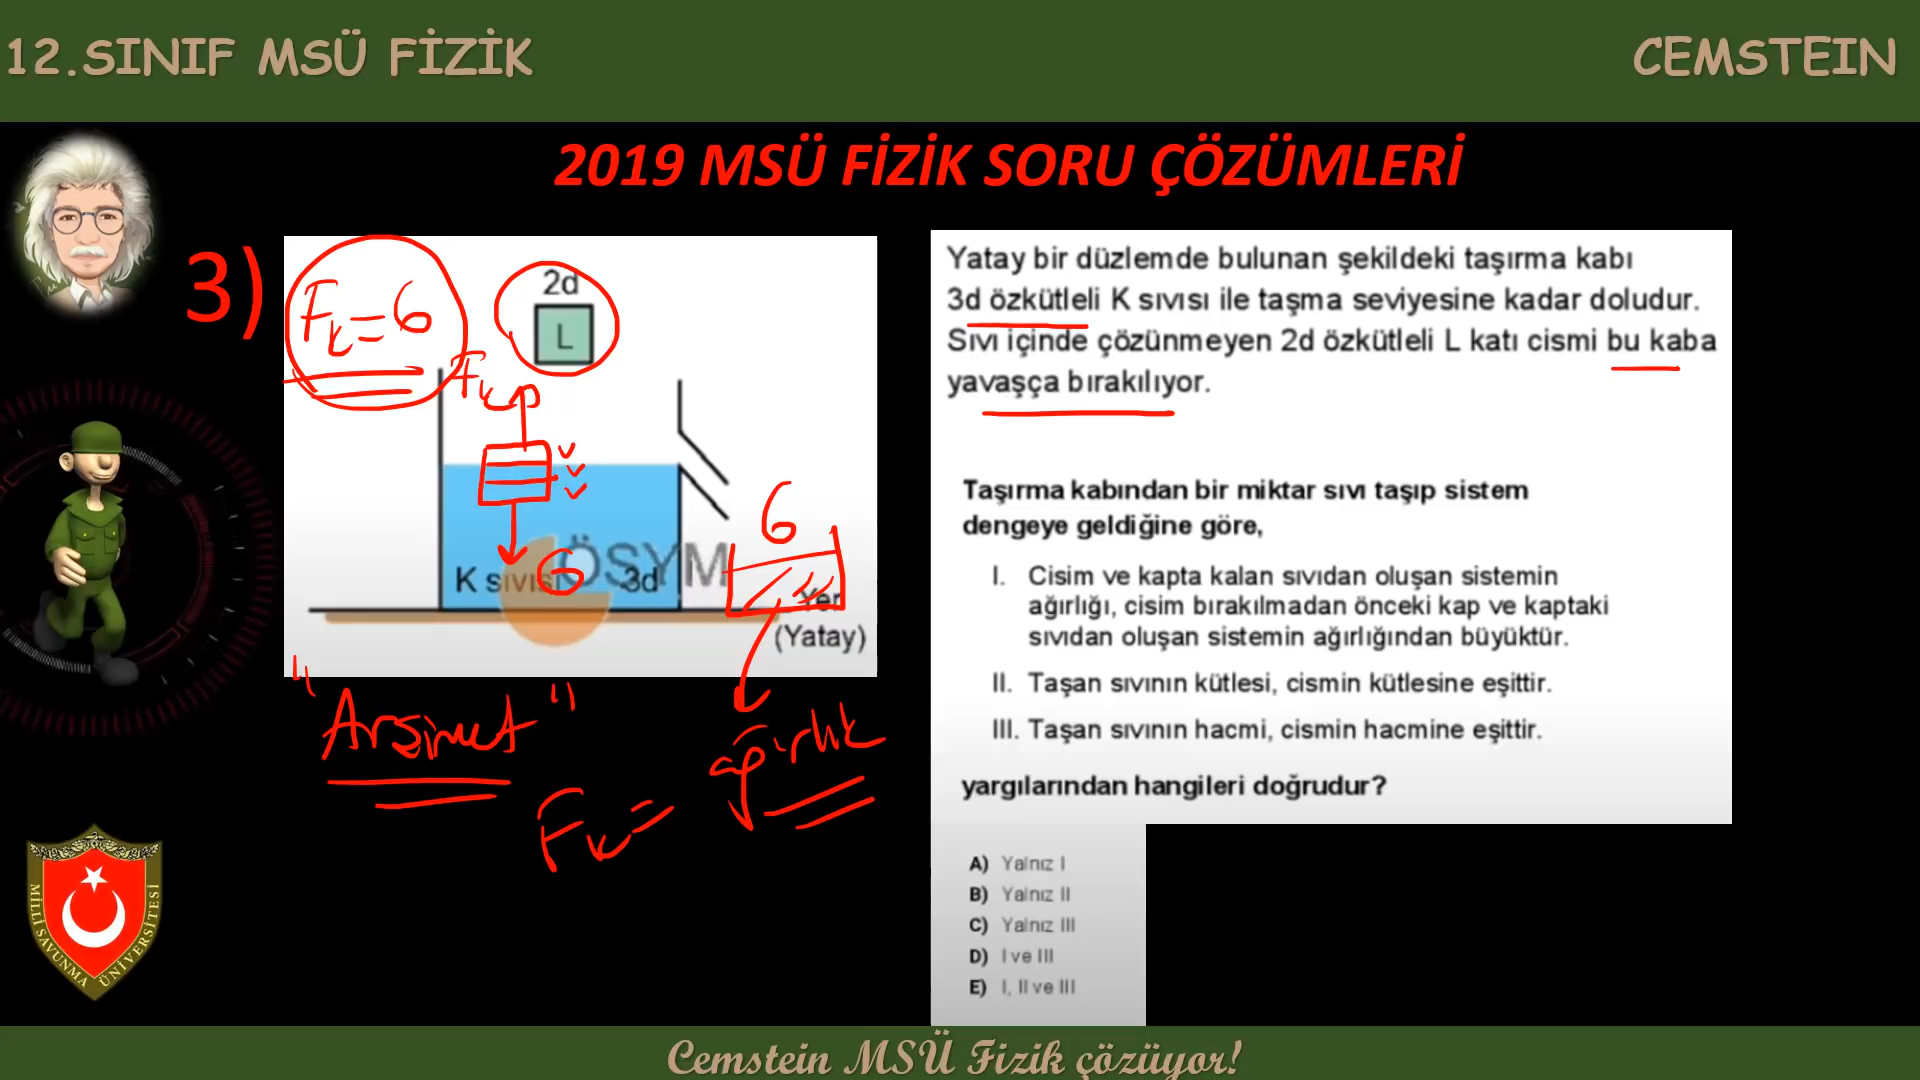 12.SINIF MSÜ FİZİK
CEMSTEIN
2019 MSÜ FİZİK SORU ÇÖZÜMLERİ
3)
Fk=6
2d
L
Fk
K sıvısı
G
ÖSYM
3d
6
Yer
(Yatay)
"Arşimet"
Fk=
ağırlık
Yatay bir düzlemde bulunan şekildeki taşırma kabı
3d özkütleli K sıvısı ile taşma seviyesine kadar doludur.
Sıvı içinde çözünmeyen 2d özkütleli L katı cismi bu kaba
yavaşça bırakılıyor.
Taşırma kabından bir miktar sıvı taşıp sistem
dengeye geldiğine göre,
I. Cisim ve kapta kalan sıvıdan oluşan sistemin
ağırlığı, cisim bırakılmadan önceki kap ve kaptaki
sıvıdan oluşan sistemin ağırlığından büyüktür.
II. Taşan sıvının kütlesi, cismin kütlesine eşittir.
III. Taşan sıvının hacmi, cismin hacmine eşittir.
yargılarından hangileri doğrudur?
A) Yalnız I
B) Yalnız II
C) Yalnız III
D) I ve III
E) I, II ve III
MİLLİ SAVUNMA ÜNİVERSİTESİ
Cemstein MSÜ Fizik çözüyor!